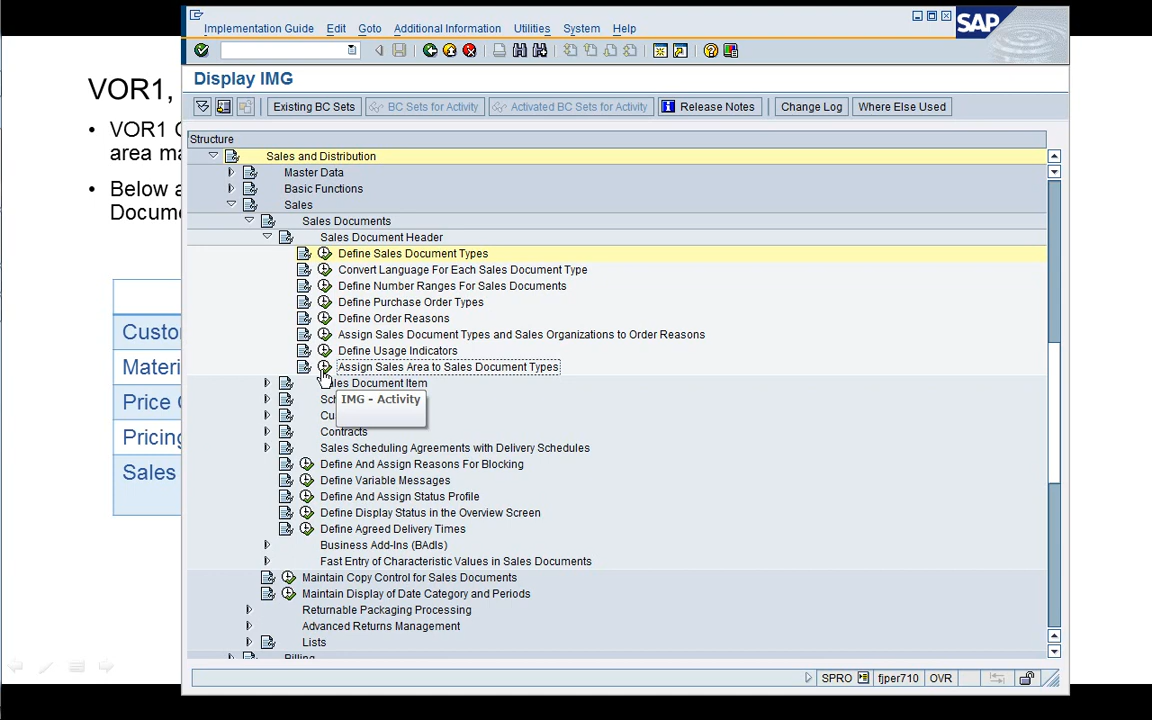 VOR1,
VOR1
area ma
Below a
Docume
Custo
Materi
Price
Pricing
Sales
Implementation Guide Edit Goto Additional Information Utilities System Help
SAP
Display IMG
Existing BC Sets BC Sets for Activity Activated BC Sets for Activity Release Notes Change Log Where Else Used
Structure
Sales and Distribution
Master Data
Basic Functions
Sales
Sales Documents
Sales Document Header
Define Sales Document Types
Convert Language For Each Sales Document Type
Define Number Ranges For Sales Documents
Define Purchase Order Types
Define Order Reasons
Assign Sales Document Types and Sales Organizations to Order Reasons
Define Usage Indicators
Assign Sales Area to Sales Document Types
Sales Document Item
IMG - Activity
Contracts
Sales Scheduling Agreements with Delivery Schedules
Define And Assign Reasons For Blocking
Define Variable Messages
Define And Assign Status Profile
Define Display Status in the Overview Screen
Define Agreed Delivery Times
Business Add-Ins (BAdIs)
Fast Entry of Characteristic Values in Sales Documents
Maintain Copy Control for Sales Documents
Maintain Display of Date Category and Periods
Returnable Packaging Processing
Advanced Returns Management
Lists
Billing
SPRO fjper710 OVR